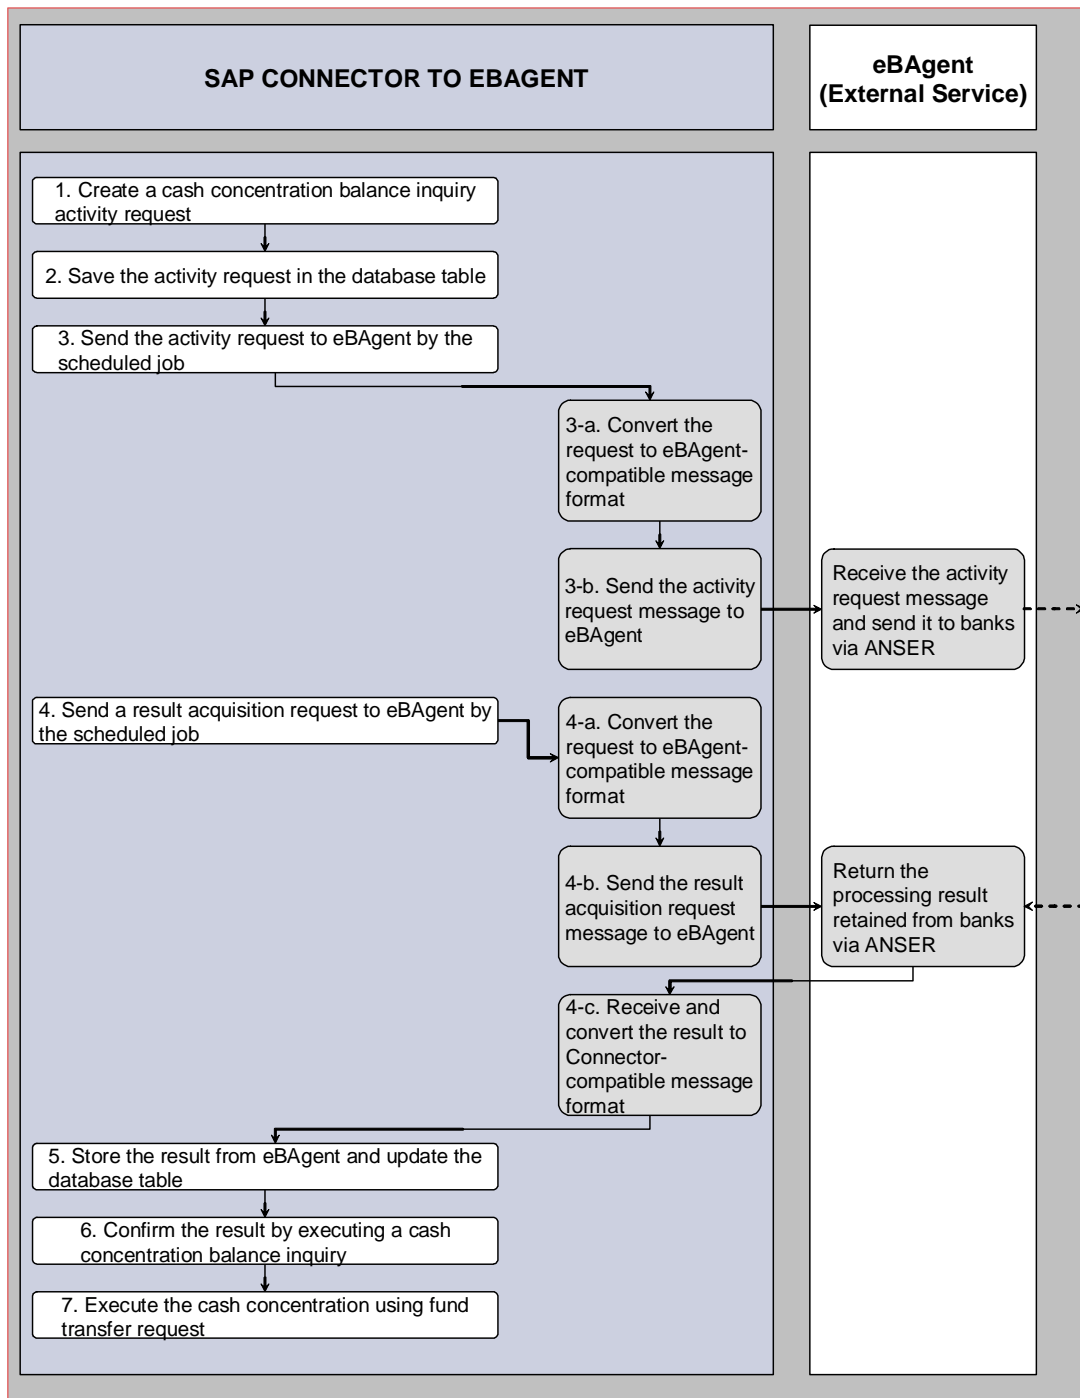 SAP CONNECTOR TO EBAGENT
eBAgent
(External Service)
1. Create a cash concentration balance inquiry
activity request
2. Save the activity request in the database table
3. Send the activity request to eBAgent by the
scheduled job
3-a. Convert the
request to eBAgent-
compatible message
format
3-b. Send the activity
request message to
eBAgent
Receive the activity
request message
and send it to banks
via ANSER
4. Send a result acquisition request to eBAgent by
the scheduled job
4-a. Convert the
request to eBAgent-
compatible message
format
4-b. Send the result
acquisition request
message to eBAgent
Return the
processing result
retained from banks
via ANSER
4-c. Receive and
convert the result to
Connector-
compatible message
format
5. Store the result from eBAgent and update the
database table
6. Confirm the result by executing a cash
concentration balance inquiry
7. Execute the cash concentration using fund
transfer request